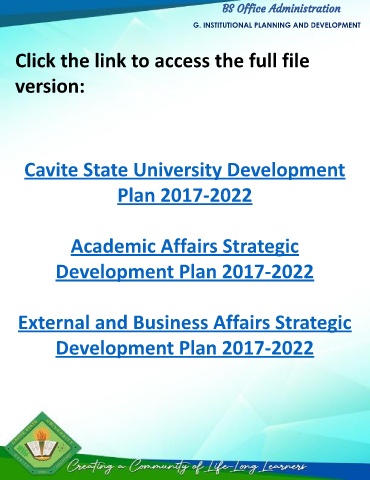 BS Office Administration
G. INSTITUTIONAL PLANNING AND DEVELOPMENT
Click the link to access the full file
version:
Cavite State University Development
Plan 2017-2022
Academic Affairs Strategic
Development Plan 2017-2022
External and Business Affairs Strategic
Development Plan 2017-2022
Creating a Community of Life-Long Learners